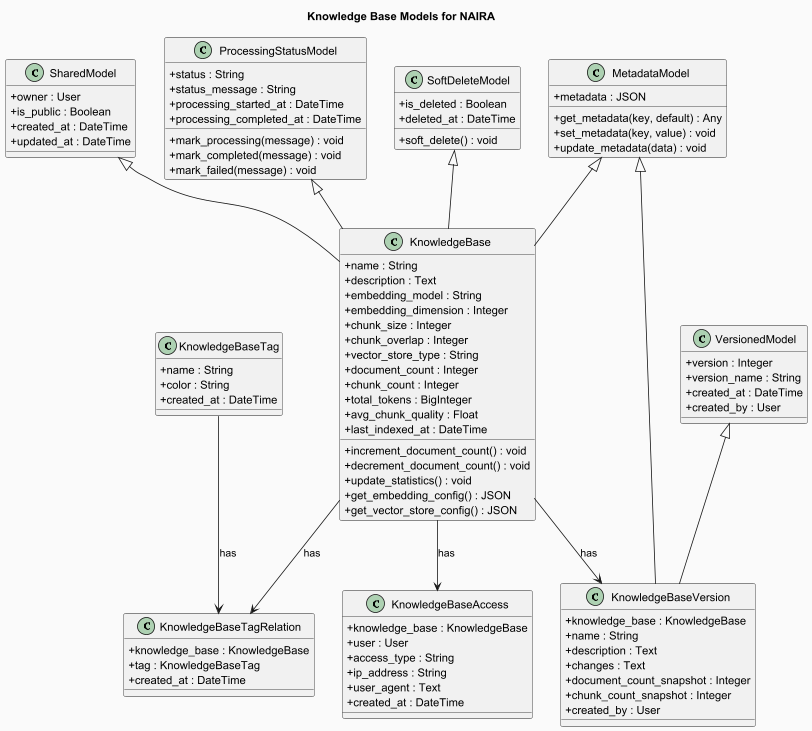 Knowledge Base Models for NAIRA
C SharedModel
+owner : User
+is_public : Boolean
+created_at : DateTime
+updated_at : DateTime
C ProcessingStatusModel
+status : String
+status_message : String
+processing_started_at : DateTime
+processing_completed_at : DateTime
+mark_processing(message) : void
+mark_completed(message) : void
+mark_failed(message) : void
C SoftDeleteModel
+is_deleted : Boolean
+deleted_at : DateTime
+soft_delete() : void
C MetadataModel
+metadata : JSON
+get_metadata(key, default) : Any
+set_metadata(key, value) : void
+update_metadata(data) : void
C KnowledgeBase
+name : String
+description : Text
+embedding_model : String
+embedding_dimension : Integer
+chunk_size : Integer
+chunk_overlap : Integer
+vector_store_type : String
+document_count : Integer
+chunk_count : Integer
+total_tokens : BigInteger
+avg_chunk_quality : Float
+last_indexed_at : DateTime
+increment_document_count() : void
+decrement_document_count() : void
+update_statistics() : void
+get_embedding_config() : JSON
+get_vector_store_config() : JSON
C KnowledgeBaseTag
+name : String
+color : String
+created_at : DateTime
C VersionedModel
+version : Integer
+version_name : String
+created_at : DateTime
+created_by : User
has
has
has
has
C KnowledgeBaseTagRelation
+knowledge_base : KnowledgeBase
+tag : KnowledgeBaseTag
+created_at : DateTime
C KnowledgeBaseAccess
+knowledge_base : KnowledgeBase
+user : User
+access_type : String
+ip_address : String
+user_agent : Text
+created_at : DateTime
C KnowledgeBaseVersion
+knowledge_base : KnowledgeBase
+name : String
+description : Text
+changes : Text
+document_count_snapshot : Integer
+chunk_count_snapshot : Integer
+created_by : User